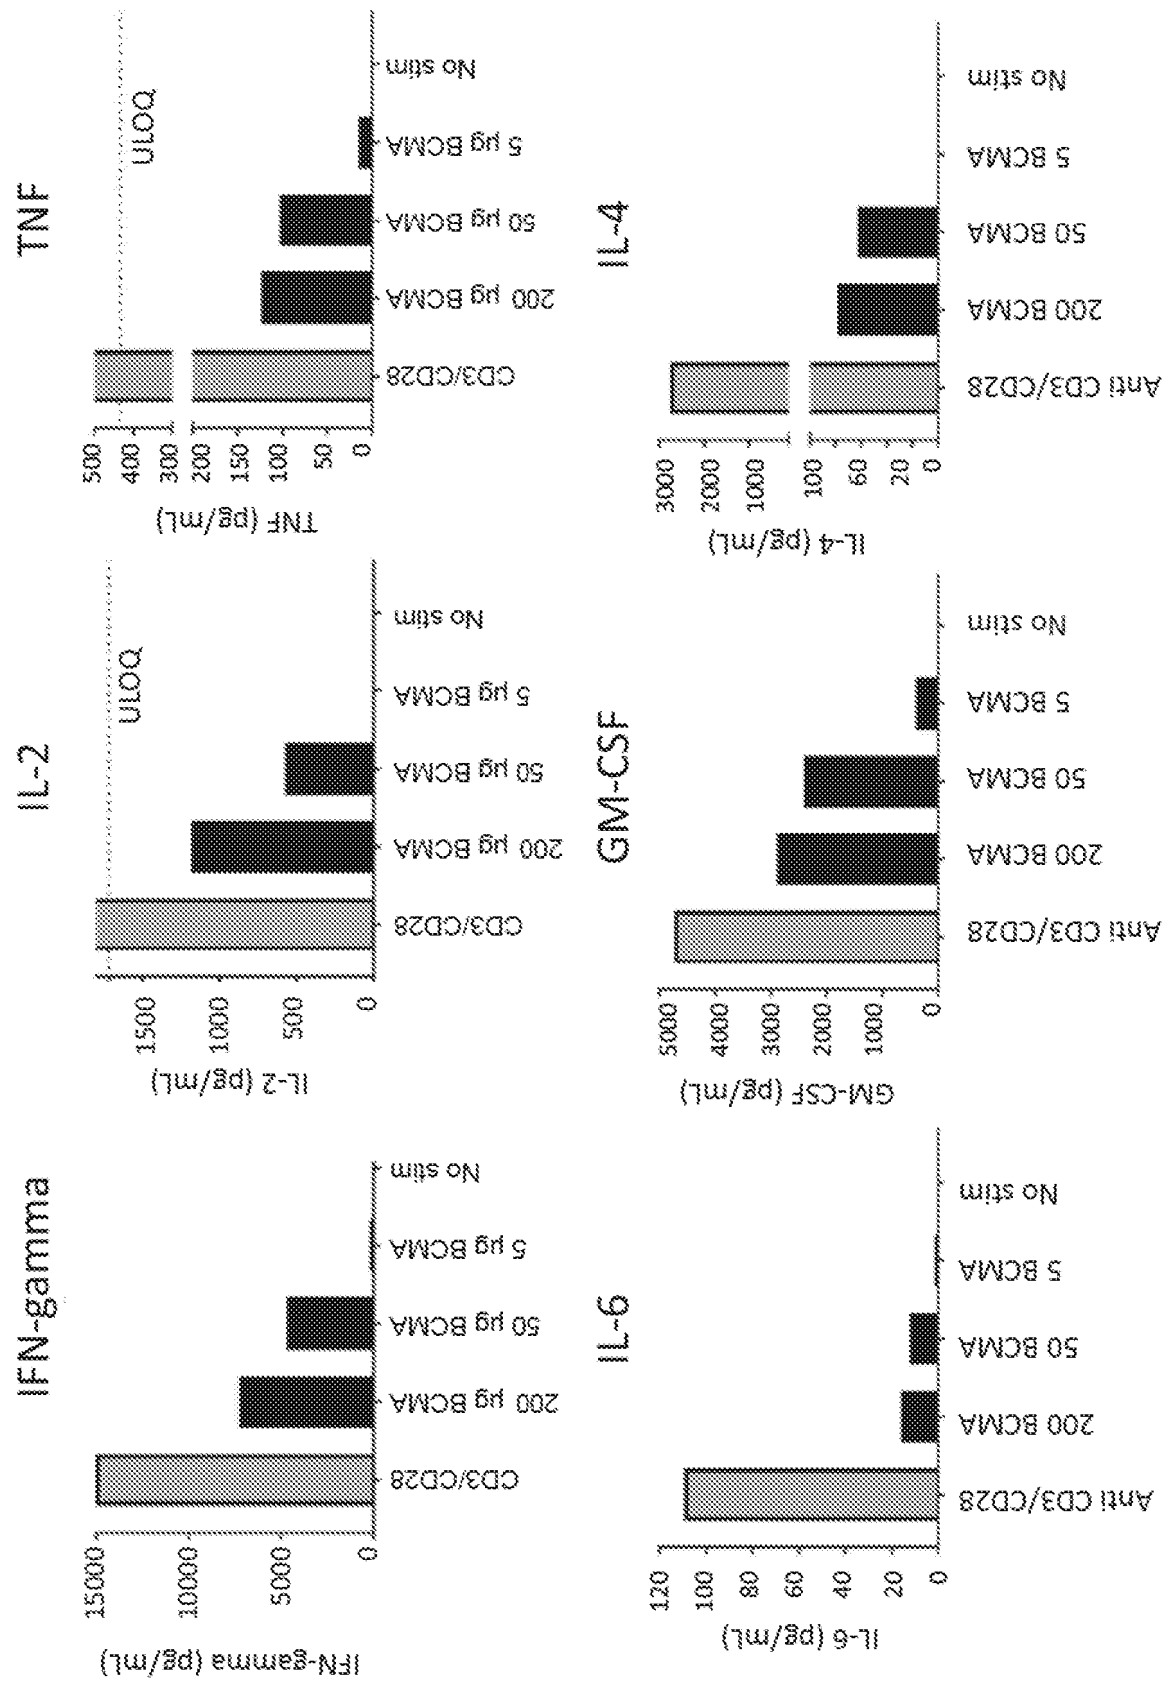 IFN-gamma
IFN-gamma (pg/mL)
15000
10000
5000
0
CD3/CD28
200 µg BCMA
50 µg BCMA
5 µg BCMA
No stim
IL-2
IL-2 (pg/mL)
1500
1000
500
0
ULOQ
CD3/CD28
200 µg BCMA
50 µg BCMA
5 µg BCMA
No stim
TNF
TNF (pg/mL)
500
400
300
200
150
100
50
0
ULOQ
CD3/CD28
200 µg BCMA
50 µg BCMA
5 µg BCMA
No stim
IL-6
IL-6 (pg/mL)
120
100
80
60
40
20
0
Anti CD3/CD28
200 BCMA
50 BCMA
5 BCMA
No stim
GM-CSF
GM-CSF (pg/mL)
5000
4000
3000
2000
1000
0
Anti CD3/CD28
200 BCMA
50 BCMA
5 BCMA
No stim
IL-4
IL-4 (pg/mL)
3000
2000
1000
100
60
20
0
Anti CD3/CD28
200 BCMA
50 BCMA
5 BCMA
No stim